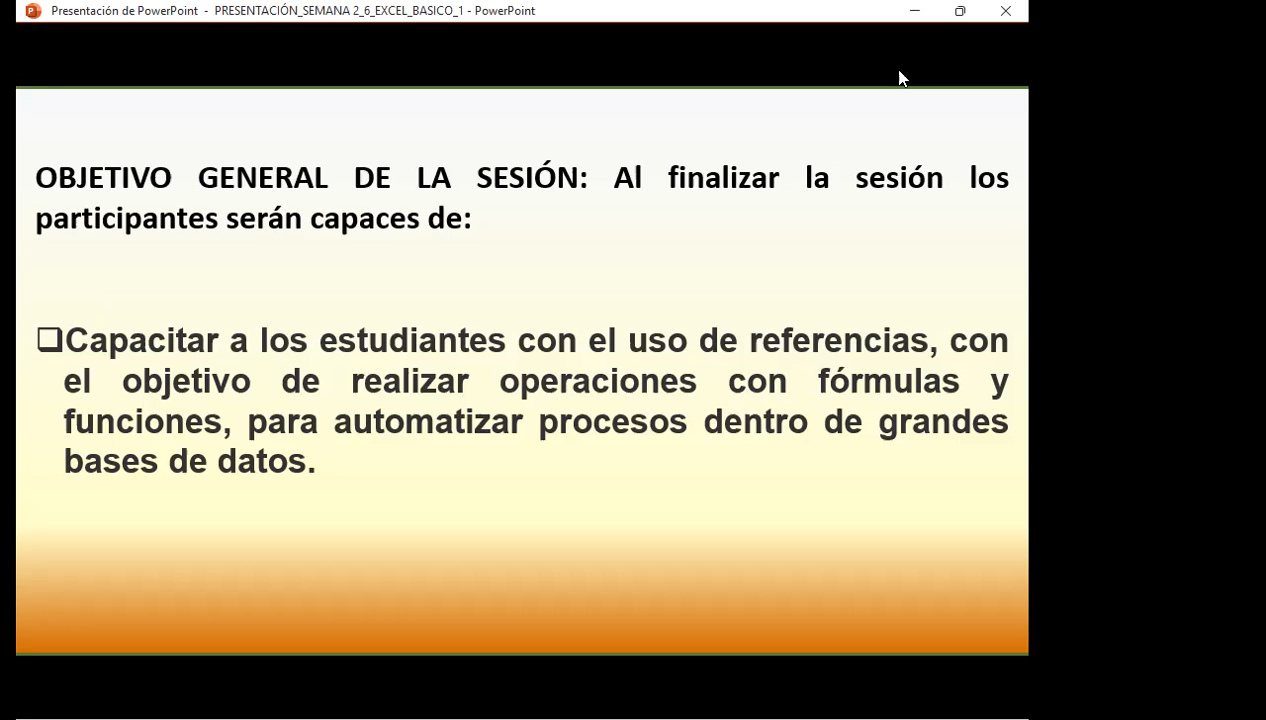 Presentación de PowerPoint - PRESENTACIÓN_SEMANA 2_6_EXCEL_BASICO_1 - PowerPoint
OBJETIVO GENERAL DE LA SESIÓN: Al finalizar la sesión los
participantes serán capaces de:
❑Capacitar a los estudiantes con el uso de referencias, con
el objetivo de realizar operaciones con fórmulas y
funciones, para automatizar procesos dentro de grandes
bases de datos.